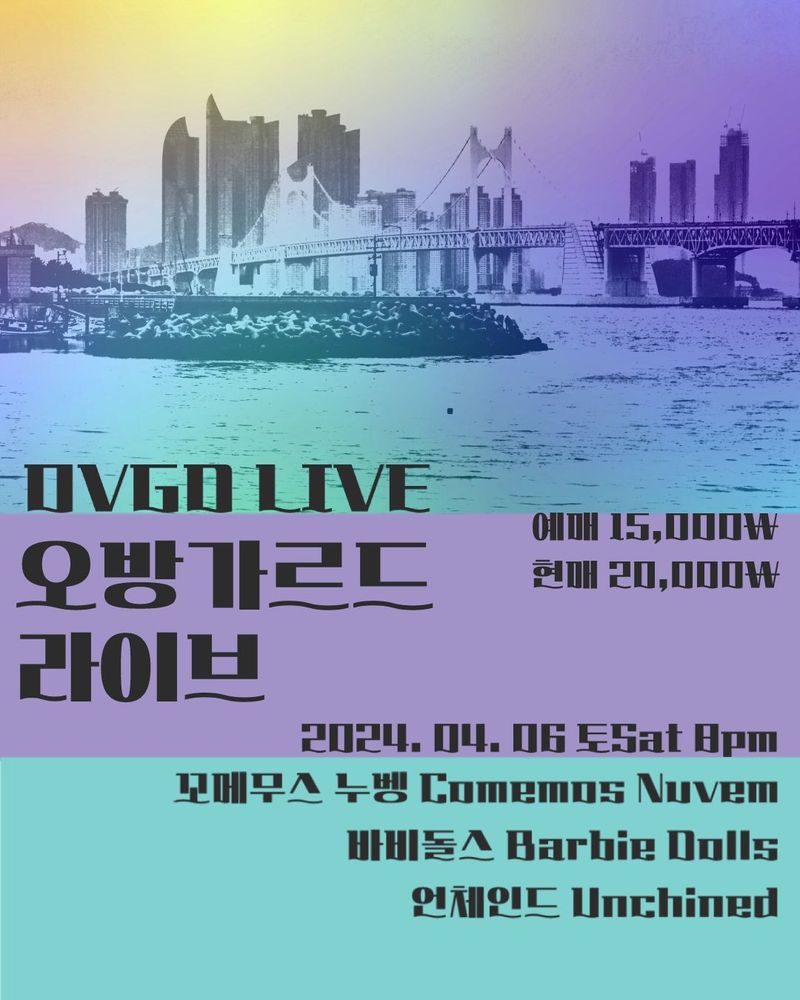 OVGD LIVE
오방가르드
라이브
예매 15,000₩
현매 20,000₩
2024. 04. 06 토Sat 8pm
꼬메무스 누벵 Comemos Nuvem
바비돌스 Barbie Dolls
언체인드 Unchined